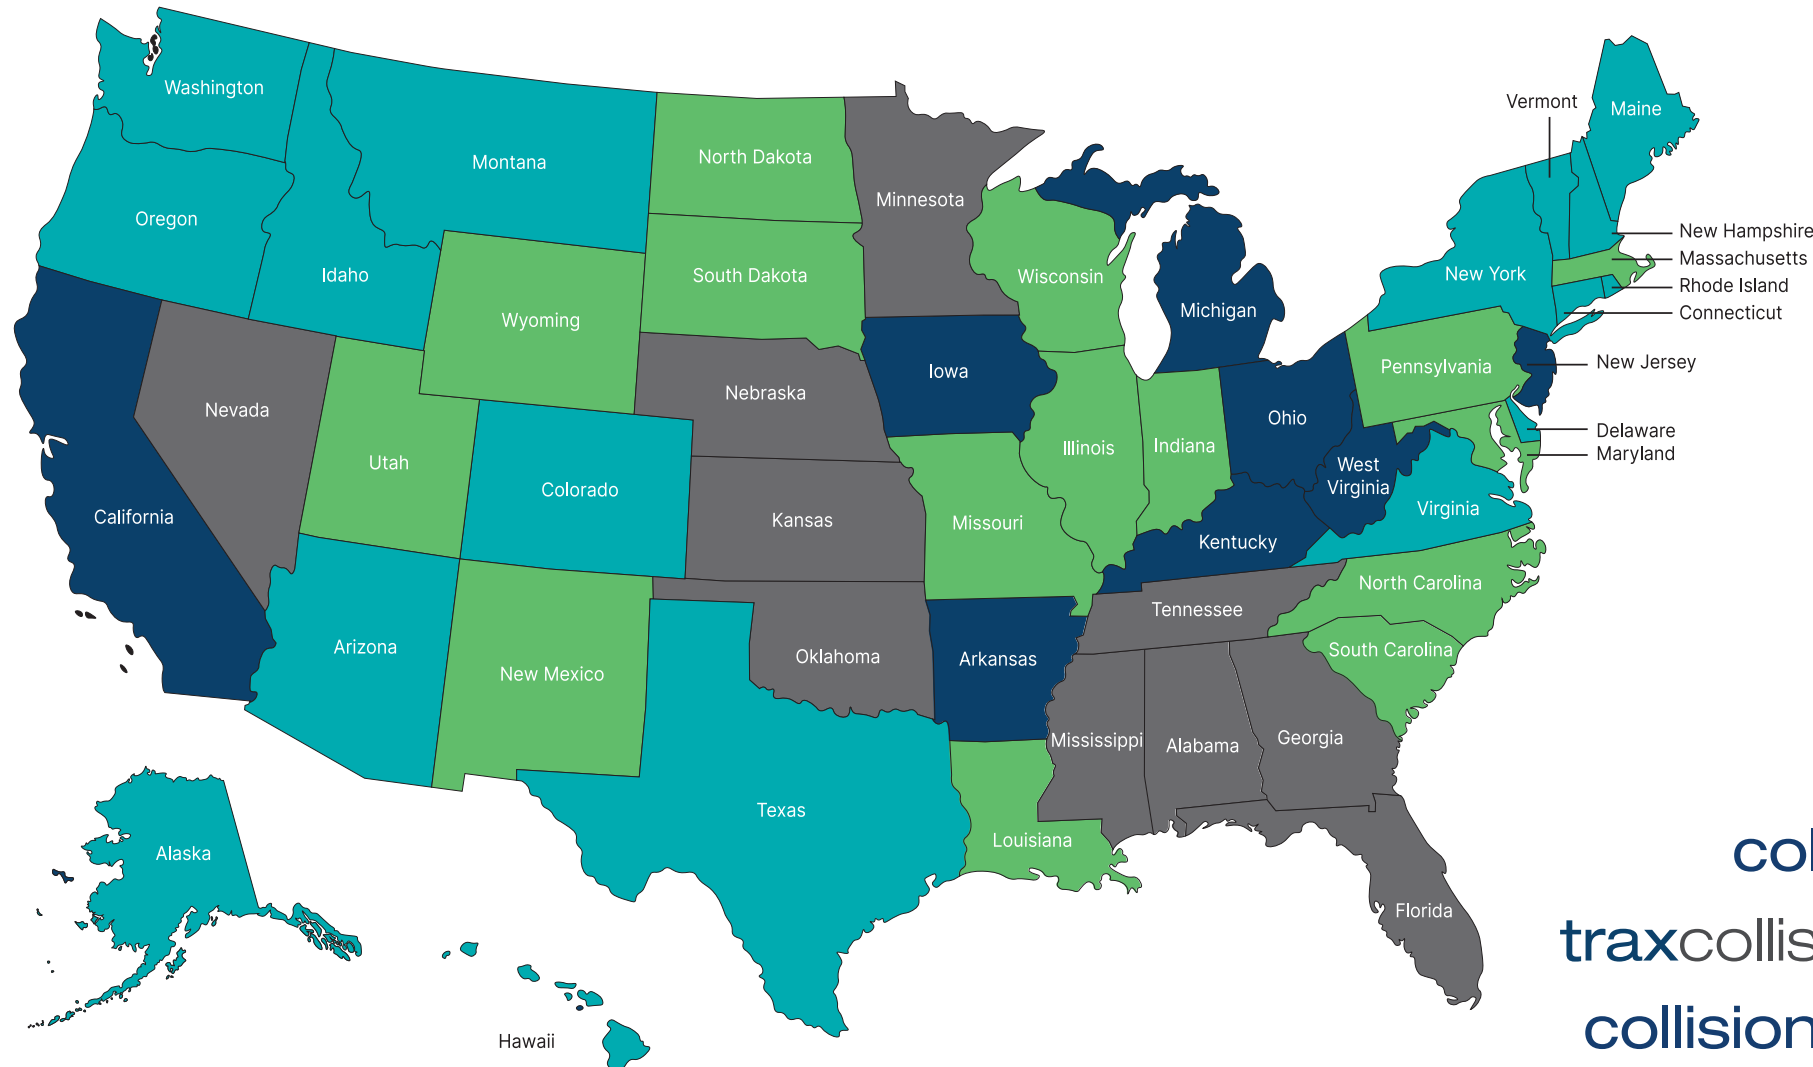 Washington
Montana
North Dakota
Minnesota
Vermont
Maine
Oregon
Idaho
South Dakota
Wisconsin
Michigan
New York
New Hampshire
Massachusetts
Rhode Island
Connecticut
Wyoming
Nebraska
Iowa
Pennsylvania
New Jersey
Nevada
Utah
Colorado
Illinois
Indiana
Ohio
West
Virginia
Delaware
Maryland
California
Kansas
Missouri
Kentucky
Virginia
Arizona
New Mexico
Oklahoma
Arkansas
Tennessee
North Carolina
South Carolina
Mississippi
Alabama
Georgia
Texas
Louisiana
Alaska
Florida
Hawaii
col
traxcollis
collision